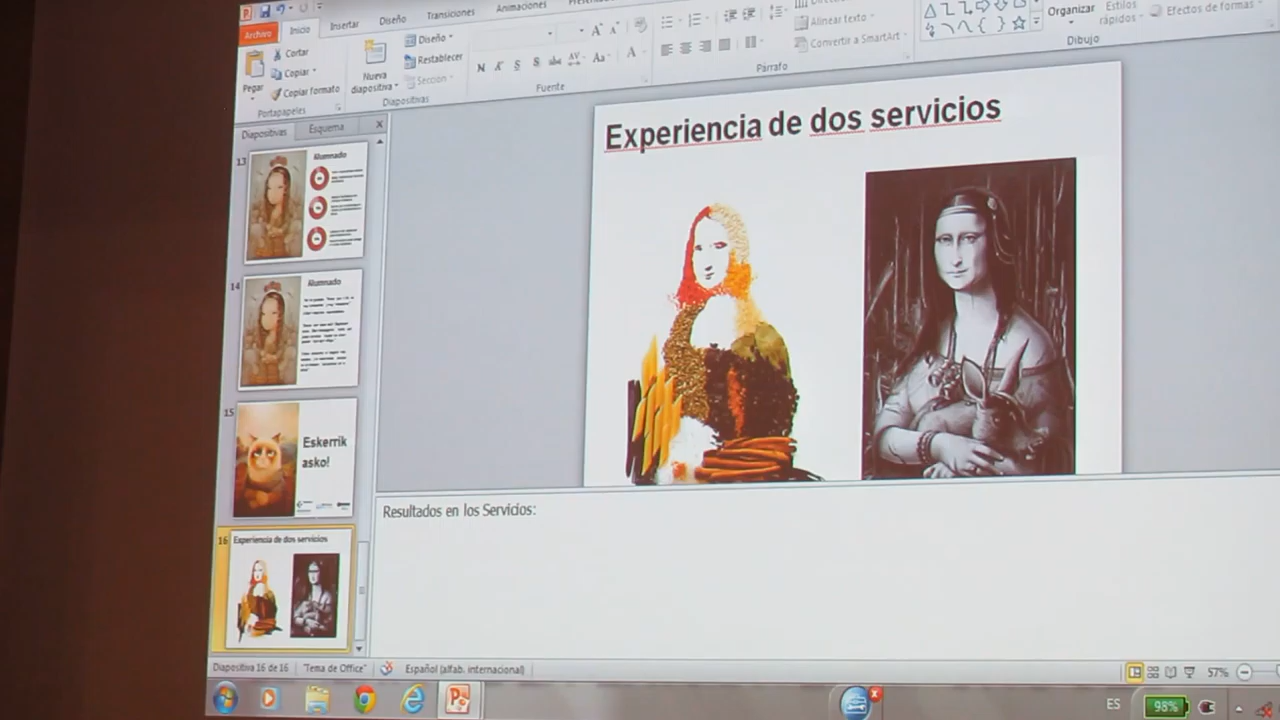 Archivo
Inicio
Insertar
Diseño
Transiciones
Animaciones
Pegar
Cortar
Copiar
Copiar formato
Portapapeles
Nueva
diapositiva
Diseño
Restablecer
Sección
Diapositivas
N
Aa
A
Fuente
Alinear texto
Convertir a SmartArt
Párrafo
Organizar
Estilos
rápidos
Efectos de formas
Dibujo
Diapositivas
Esquema
13
Alumnado
14
Alumnado
15
Eskerrik
asko!
16
Experiencia de dos servicios
Experiencia de dos servicios
Resultados en los Servicios:
Diapositiva 16 de 16
"Tema de Office"
Español (alfab. internacional)
57%
ES
98%